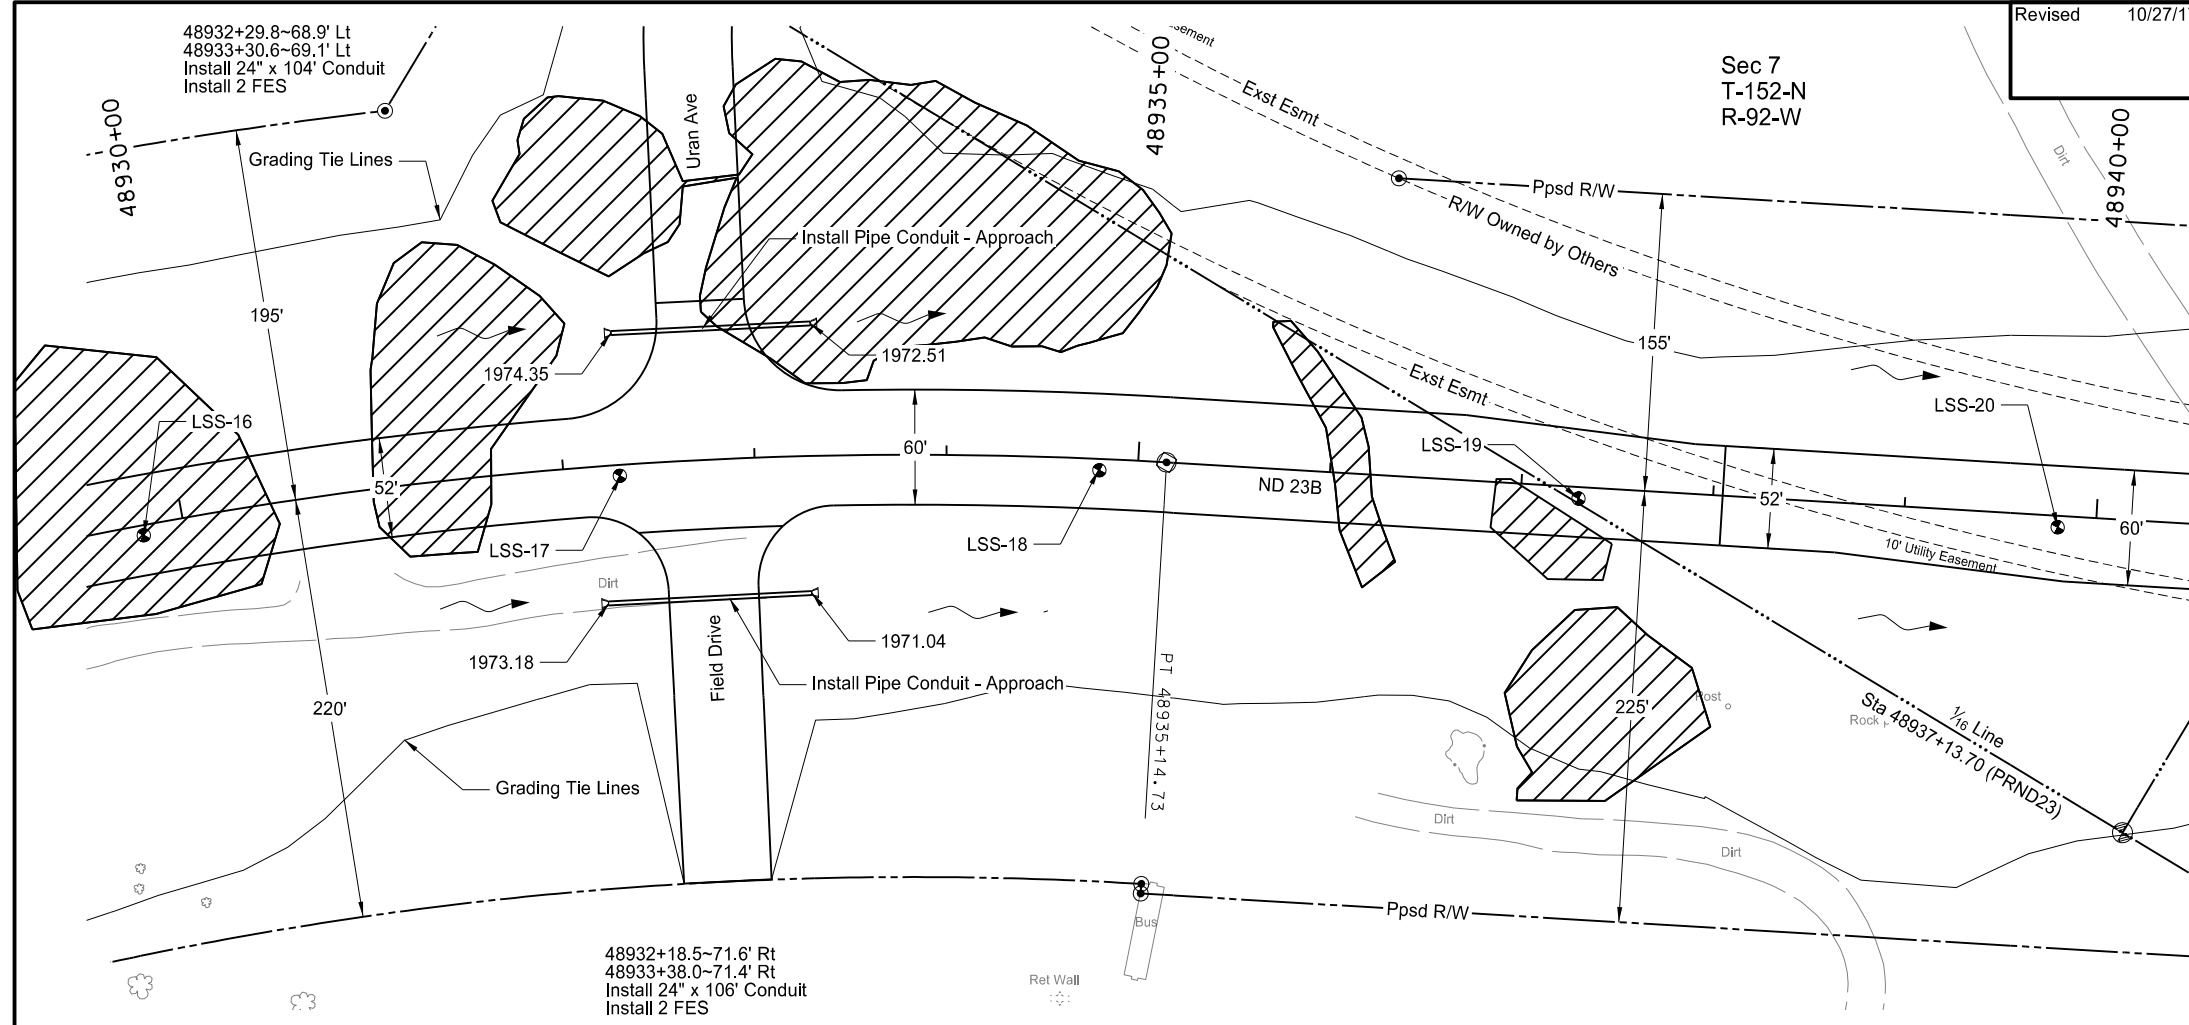 48932+29.8~68.9' Lt
48933+30.6~69.1' Lt
Install 24" x 104' Conduit
Install 2 FES
Revised 10/27/1
Sec 7
T-152-N
R-92-W
48930+00
48935+00
48940+00
Exst Esmt
Uran Ave
Grading Tie Lines
Dirt
Ppsd R/W
R/W Owned by Others
Install Pipe Conduit - Approach
195'
155'
1972.51
1974.35
Exst Esmt
LSS-16
LSS-20
LSS-19
60'
52'
ND 23B
52'
60'
LSS-17
LSS-18
10' Utility Easement
Dirt
1973.18
1971.04
Field Drive
Install Pipe Conduit - Approach
PT 48935+14.73
220'
225'
Post
Rock
1/16 Line
Sta 48937+13.70 (PRND23)
Grading Tie Lines
Dirt
Dirt
Ppsd R/W
Bus
48932+18.5~71.6' Rt
48933+38.0~71.4' Rt
Install 24" x 106' Conduit
Install 2 FES
Ret Wall